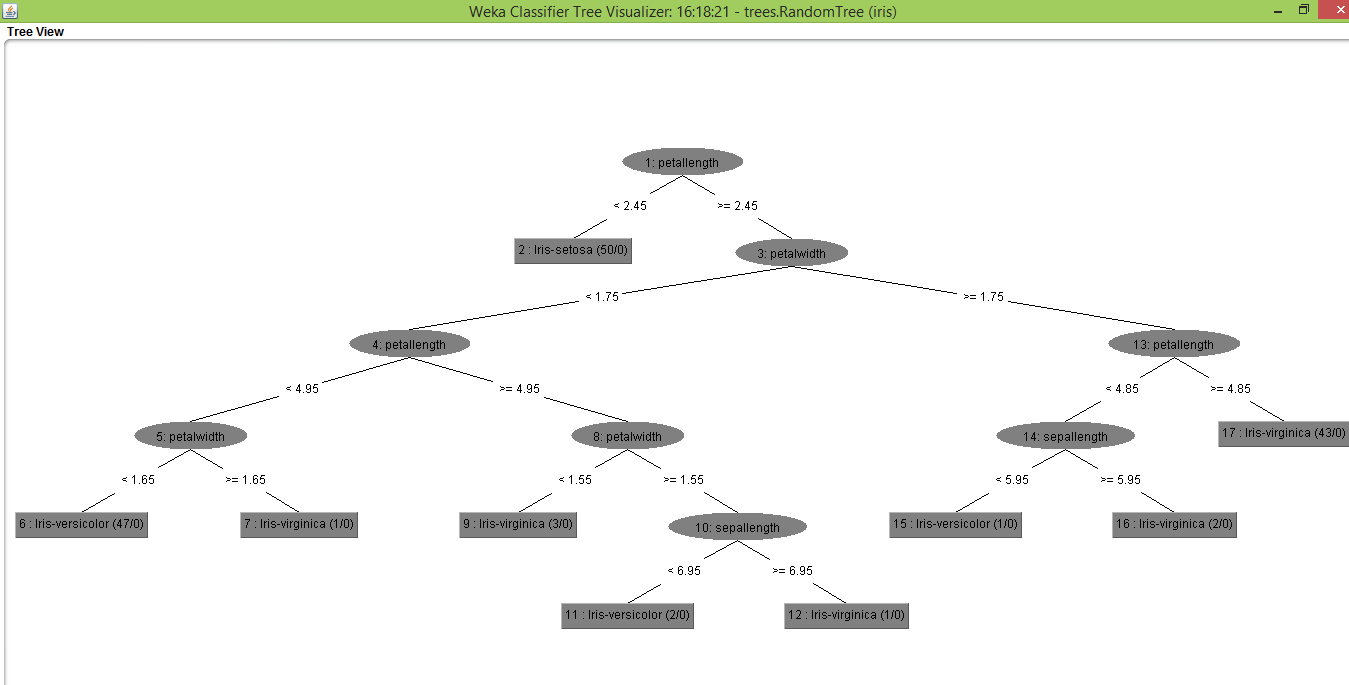 Weka Classifier Tree Visualizer: 16:18:21 - trees.RandomTree (iris)
Tree View
1: petallength
< 2.45 >= 2.45
2 : Iris-setosa (50/0) 3: petalwidth
< 1.75 >= 1.75
4: petallength 13: petallength
< 4.95 >= 4.95 < 4.85 >= 4.85
5: petalwidth 8: petalwidth 14: sepallength 17 : Iris-virginica (43/0)
< 1.65 >= 1.65 < 1.55 >= 1.55 < 5.95 >= 5.95
6 : Iris-versicolor (47/0) 7 : Iris-virginica (1/0) 9 : Iris-virginica (3/0) 10: sepallength 15 : Iris-versicolor (1/0) 16 : Iris-virginica (2/0)
< 6.95 >= 6.95
11 : Iris-versicolor (2/0) 12 : Iris-virginica (1/0)